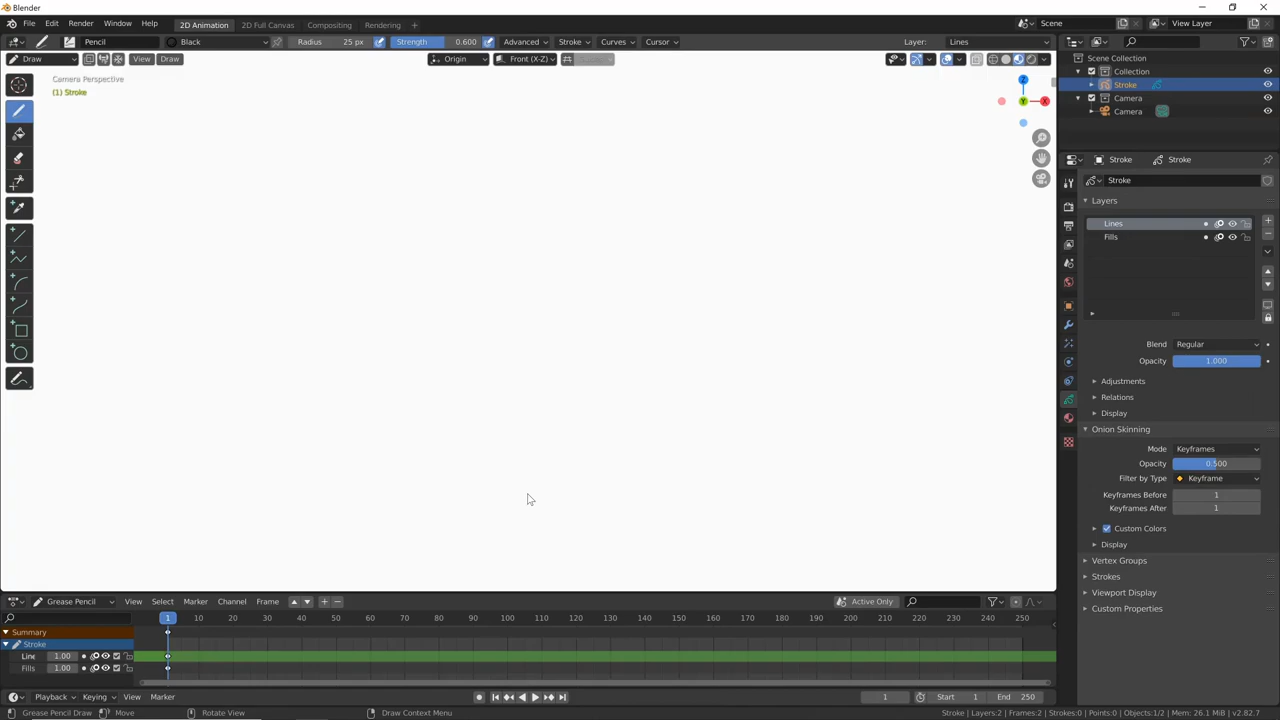 Blender
File Edit Render Window Help 2D Animation 2D Full Canvas Compositing Rendering + Scene View Layer
Pencil Black Radius 25 px Strength 0.600 Advanced Stroke Curves Cursor Layer: Lines
Draw View Draw Origin Front (X-Z)
Camera Perspective
(1) Stroke
Z
Y X
Scene Collection
Collection
Stroke
Camera
Camera
Stroke Stroke
Stroke
Layers
Lines
Fills
Blend Regular
Opacity 1.000
Adjustments
Relations
Display
Onion Skinning
Mode Keyframes
Opacity 0.500
Filter by Type Keyframe
Keyframes Before 1
Keyframes After 1
Custom Colors
Display
Vertex Groups
Strokes
Viewport Display
Custom Properties
Grease Pencil View Select Marker Channel Frame Active Only
1 10 20 30 40 50 60 70 80 90 100 110 120 130 140 150 160 170 180 190 200 210 220 230 240 250
Summary
Stroke
Line 1.00
Fills 1.00
Playback Keying View Marker 1 Start 1 End 250
Grease Pencil Draw Move Rotate View Draw Context Menu Stroke | Layers:2 | Frames:2 | Strokes:0 | Points:0 | Objects:1/2 | Mem: 26.1 MiB | v2.82.7